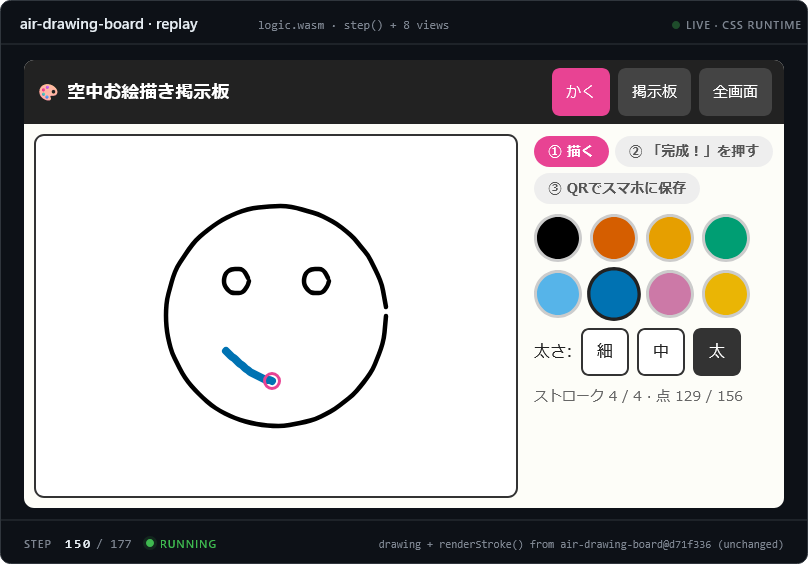 air-drawing-board · replay
logic.wasm · step() + 8 views
LIVE · CSS RUNTIME
🎨 空中お絵描き掲示板
かく
掲示板
全画面
① 描く
② 「完成！」を押す
③ QRでスマホに保存
太さ:
細
中
太
ストローク 4 / 4 · 点 129 / 156
STEP 150 / 177
RUNNING
drawing + renderStroke() from air-drawing-board@d71f336 (unchanged)